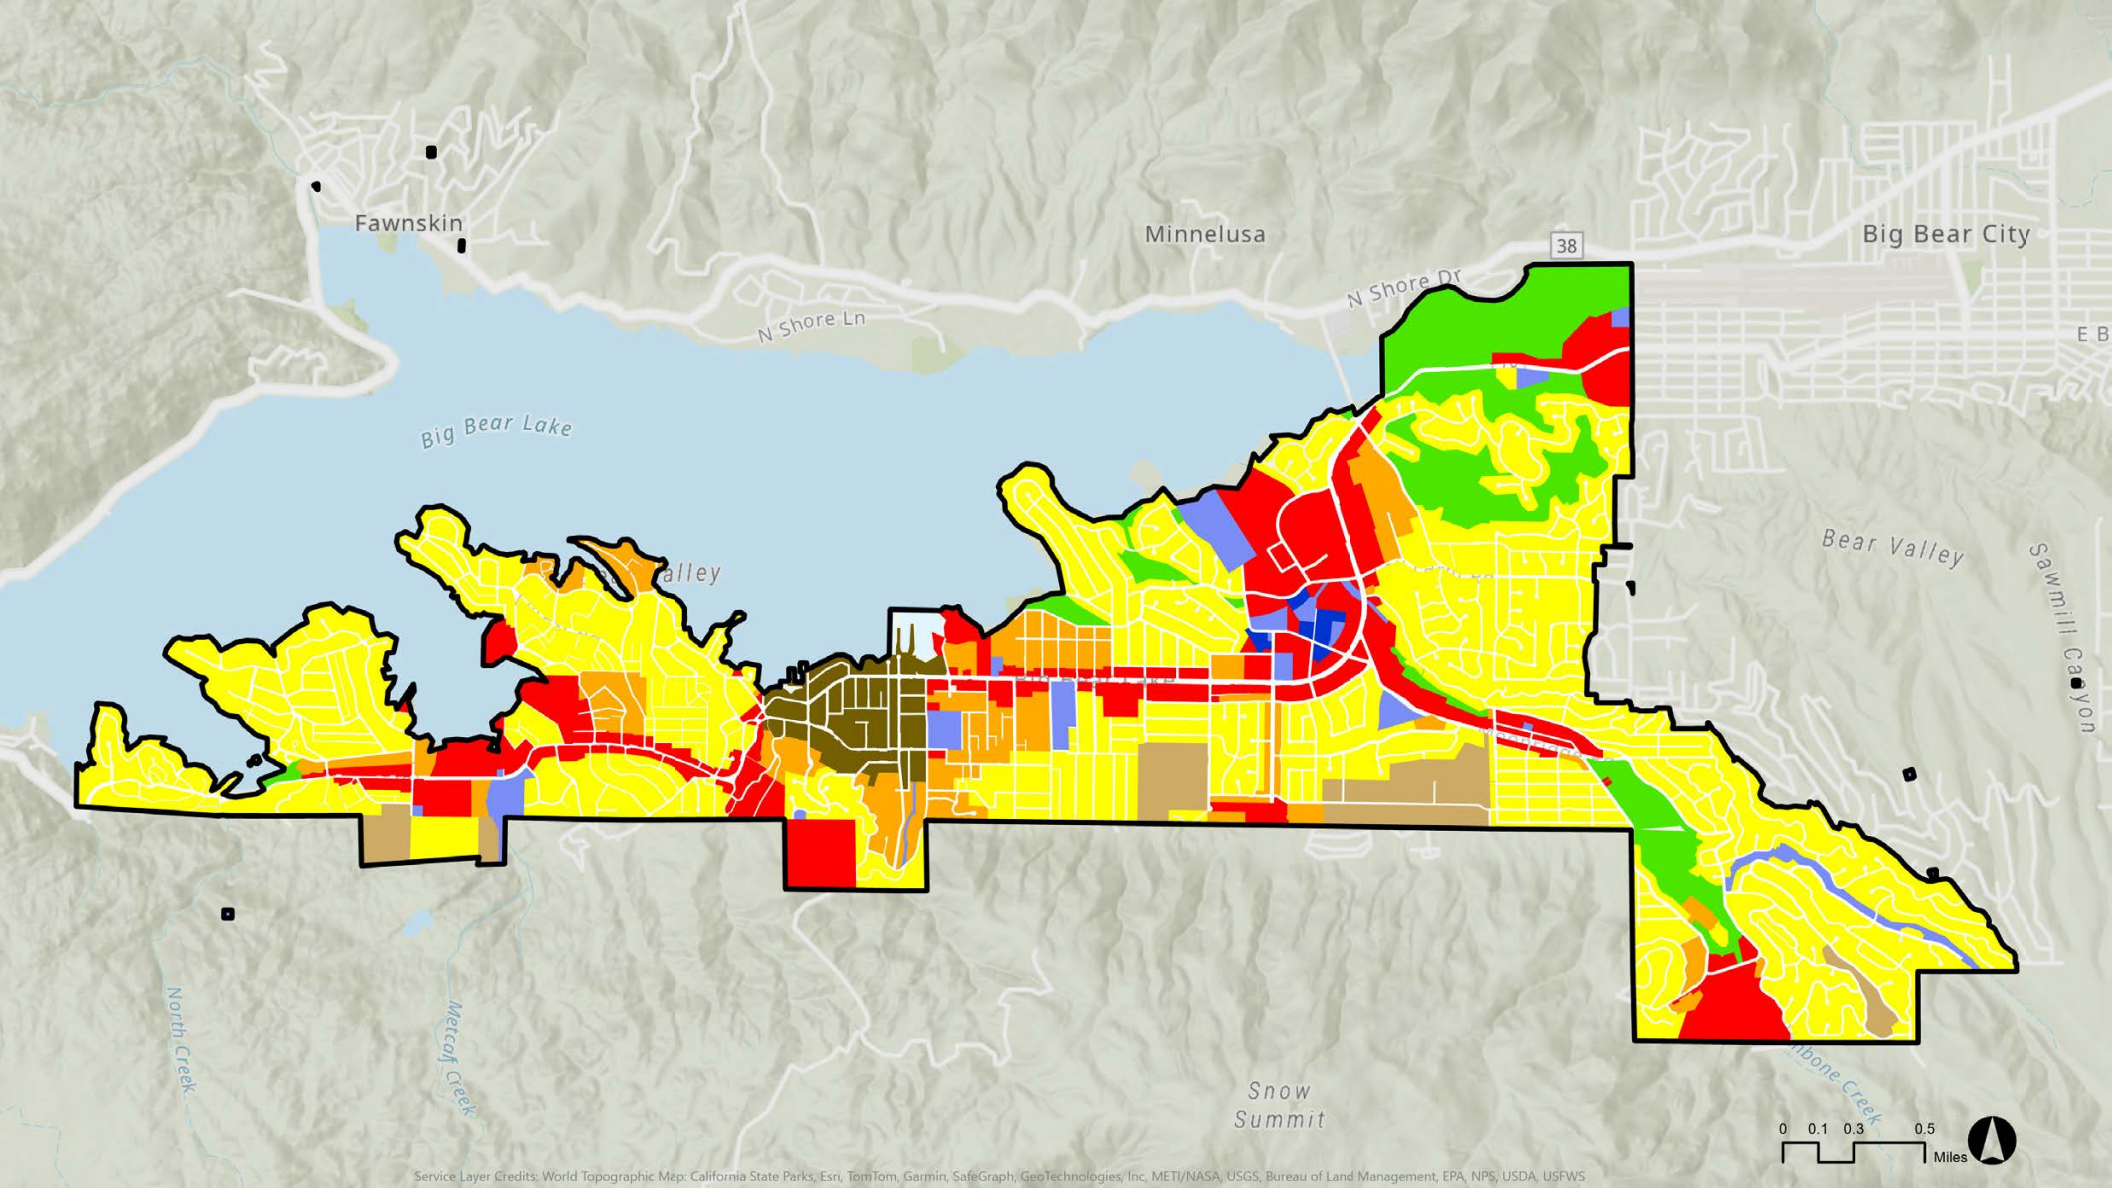 Fawnskin
Minnelusa
38
Big Bear City
N Shore Dr
N Shore Ln
E B
Big Bear Lake
Bear Valley
alley
Sawmill Canyon
North Creek
Metcalf Creek
Snow
Summit
nbone Creek
0 0.1 0.3 0.5
Miles
Service Layer Credits: World Topographic Map: California State Parks, Esri, TomTom, Garmin, SafeGraph, GeoTechnologies, Inc, METI/NASA, USGS, Bureau of Land Management, EPA, NPS, USDA, USFWS